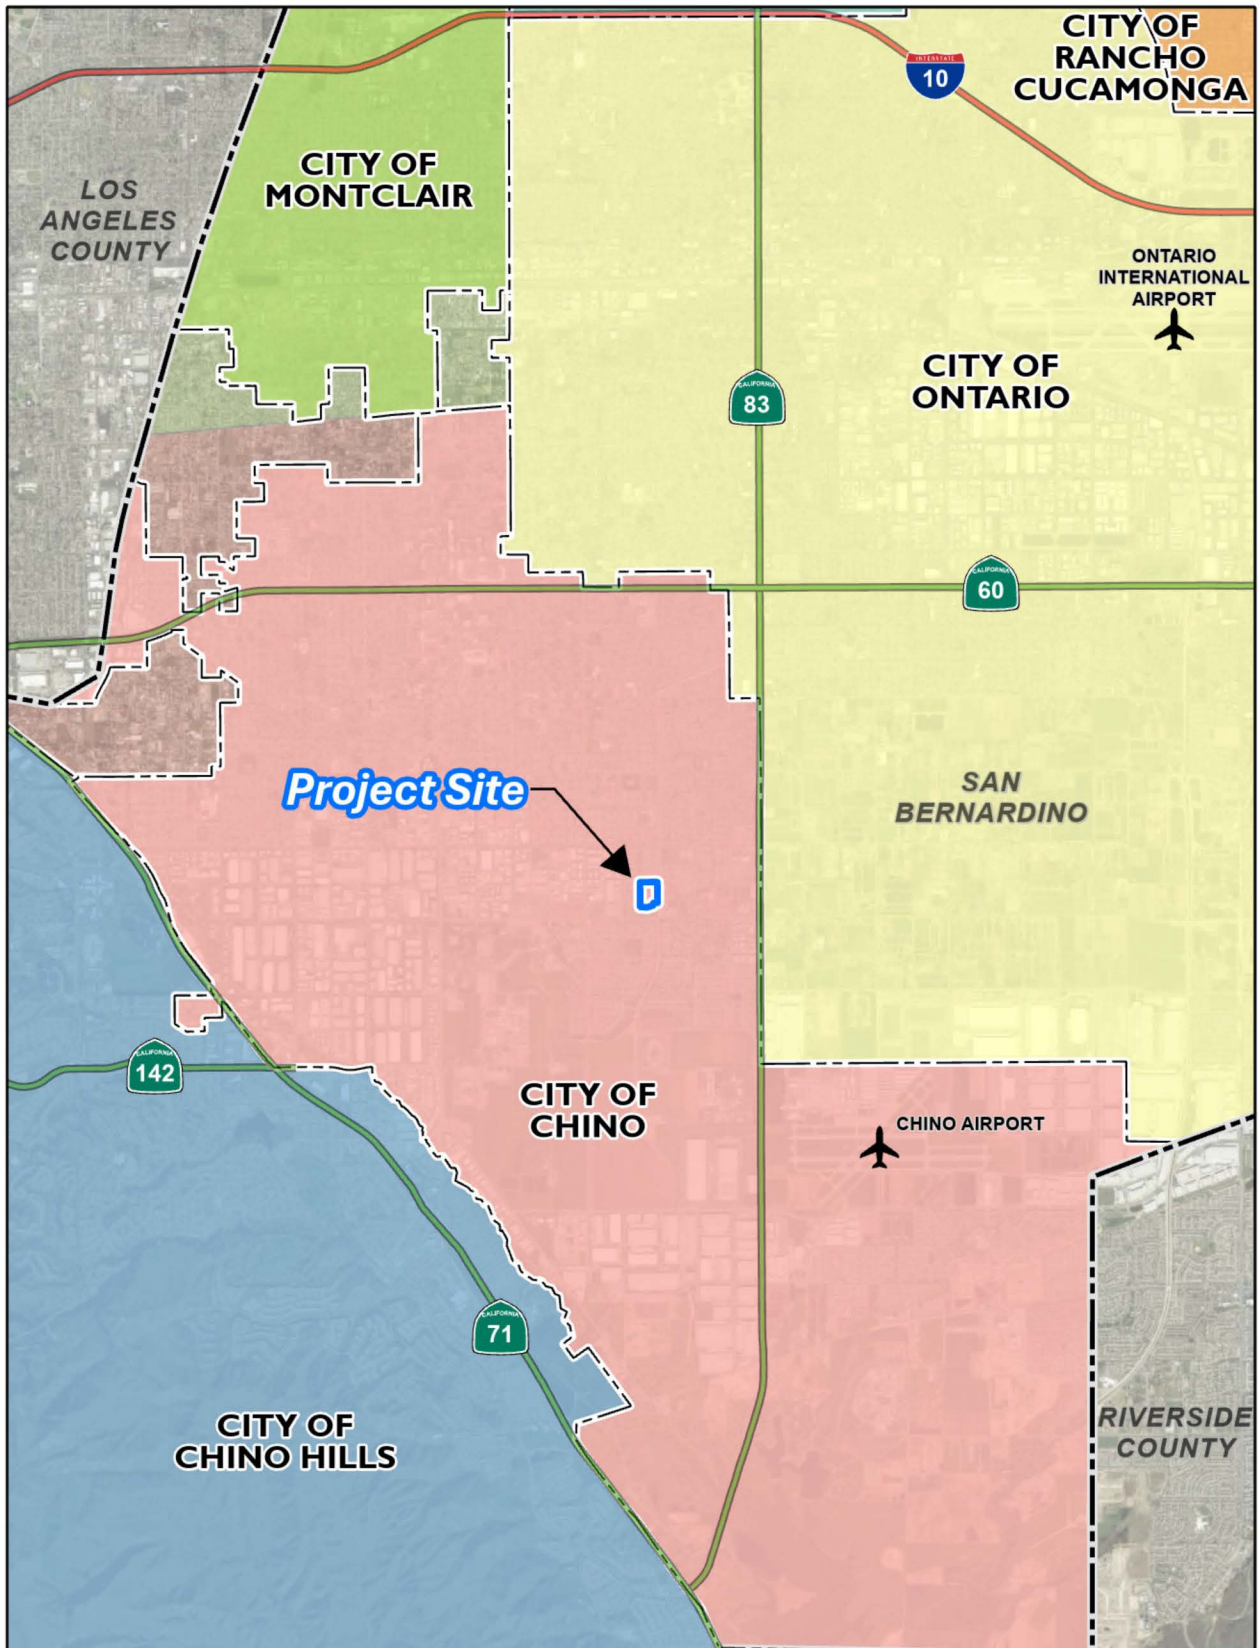 CITY OF
RANCHO
CUCAMONGA
INTERSTATE
10
CITY OF
MONTCLAIR
LOS
ANGELES
COUNTY
ONTARIO
INTERNATIONAL
AIRPORT
CITY OF
ONTARIO
CALIFORNIA
83
CALIFORNIA
60
Project Site
SAN
BERNARDINO
CALIFORNIA
142
CITY OF
CHINO
CHINO AIRPORT
CALIFORNIA
71
CITY OF
CHINO HILLS
RIVERSIDE
COUNTY